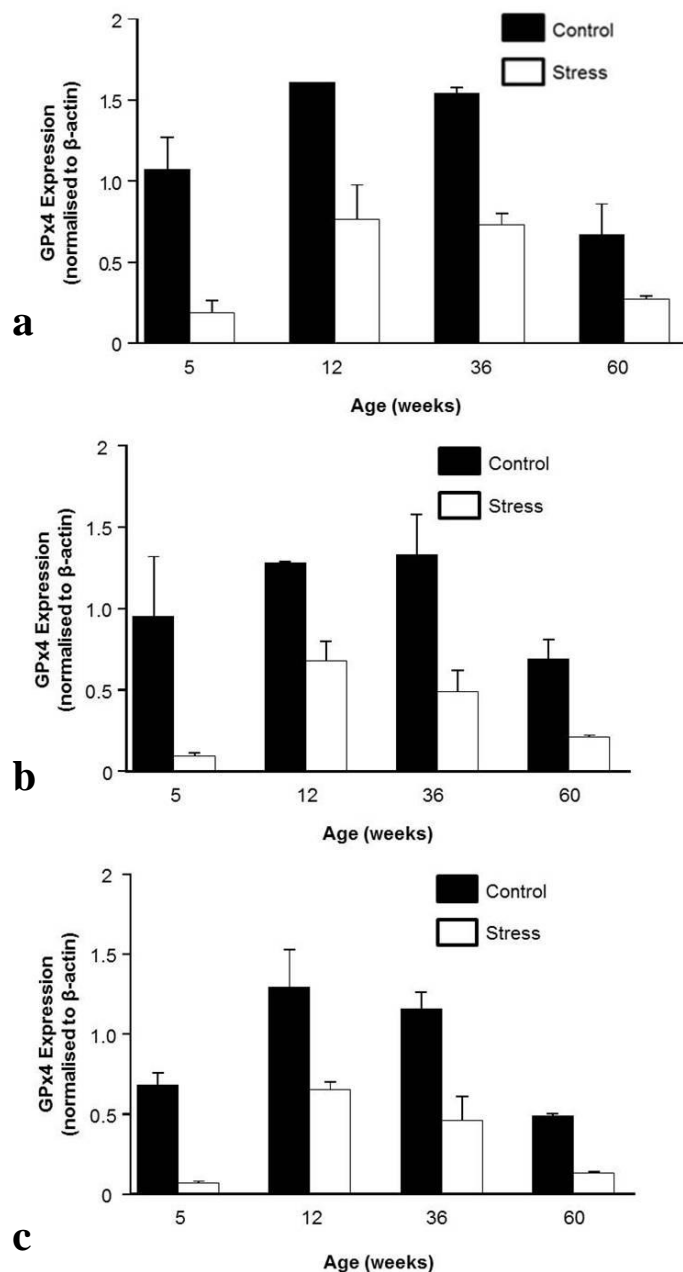 2
Control
1.5
Stress
1.0
0.5
0
GPx4 Expression
(normalised to β-actin)
5 12 36 60
Age (weeks)
a
2
Control
1.5
Stress
1.0
0.5
0
GPx4 Expression
(normalised to β-actin)
5 12 36 60
Age (weeks)
b
2
Control
1.5
Stress
1.0
0.5
0
GPx4 Expression
(normalised to β-actin)
5 12 36 60
Age (weeks)
c